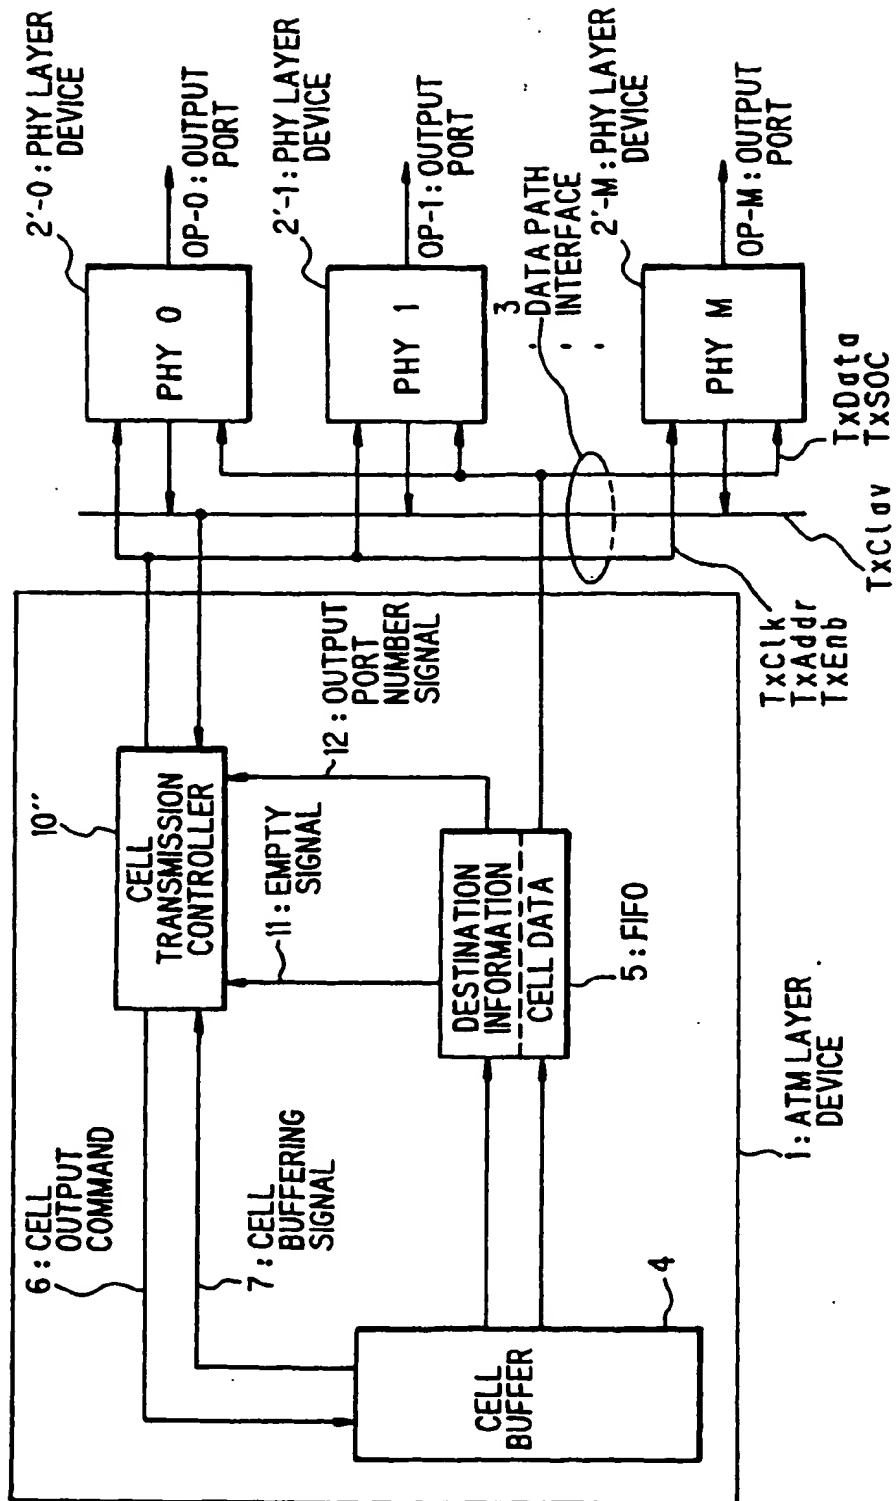 2'-0 : PHY LAYER
DEVICE
PHY 0
OP-0 : OUTPUT
PORT
2'-1 : PHY LAYER
DEVICE
PHY 1
OP-1 : OUTPUT
PORT
3
DATA PATH
INTERFACE
2'-M : PHY LAYER
DEVICE
PHY M
OP-M : OUTPUT
PORT
TxData
TxSOC
TxClav
TxClk
TxAddr
TxEnb
10''
CELL
TRANSMISSION
CONTROLLER
12 : OUTPUT
PORT
NUMBER
SIGNAL
11 : EMPTY
SIGNAL
DESTINATION
INFORMATION
CELL DATA
5 : FIFO
6 : CELL
OUTPUT
COMMAND
7 : CELL
BUFFERING
SIGNAL
4
CELL
BUFFER
1 : ATM LAYER
DEVICE